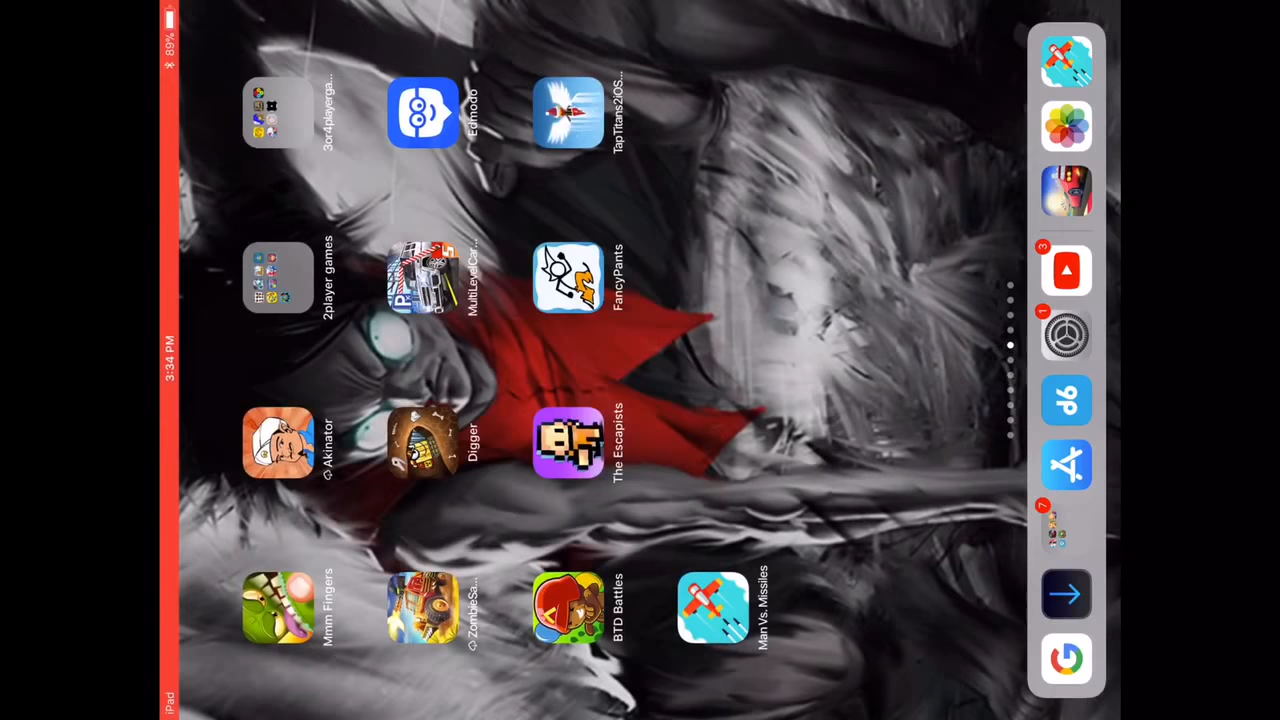 iPad
3:34 PM
89%
Mmm Fingers
Akinator
2player games
3or4playerga...
ZombieSa...
Digger
MultiLevelCar...
Edmodo
BTD Battles
The Escapists
FancyPants
TapTitans2iOS...
Man Vs. Missiles
P
5
7
1
3